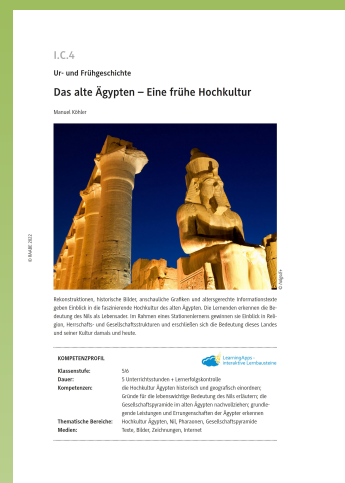 I.C.4
Ur- und Frühgeschichte
Das alte Ägypten – Eine frühe Hochkultur
Manuel Köhler
© RAABE 2022
Rekonstruktionen, historische Bilder, anschauliche Grafiken und altersgerechte Informationstexte
geben Einblick in die faszinierende Hochkultur des alten Ägypten. Die Lernenden erkennen die Be-
deutung des Nils als Lebensader. Im Rahmen eines Stationenlernens gewinnen sie Einblick in Reli-
gion, Herrschafts- und Gesellschaftsstrukturen und erschließen sich die Bedeutung dieses Landes
und seiner Kultur damals und heute.
KOMPETENZPROFIL
LearningApps –
interaktive Lernbausteine
Klassenstufe: 5/6
Dauer: 5 Unterrichtsstunden + Lernerfolgskontrolle
Kompetenzen: die Hochkultur Ägypten historisch und geografisch einordnen;
Gründe für die lebenswichtige Bedeutung des Nils erläutern; die
Gesellschaftspyramide im alten Ägypten nachvollziehen; grundle-
gende Leistungen und Errungenschaften der Ägypter erkennen
Thematische Bereiche: Hochkultur Ägypten, Nil, Pharaonen, Gesellschaftspyramide
Medien: Texte, Bilder, Zeichnungen, Internet